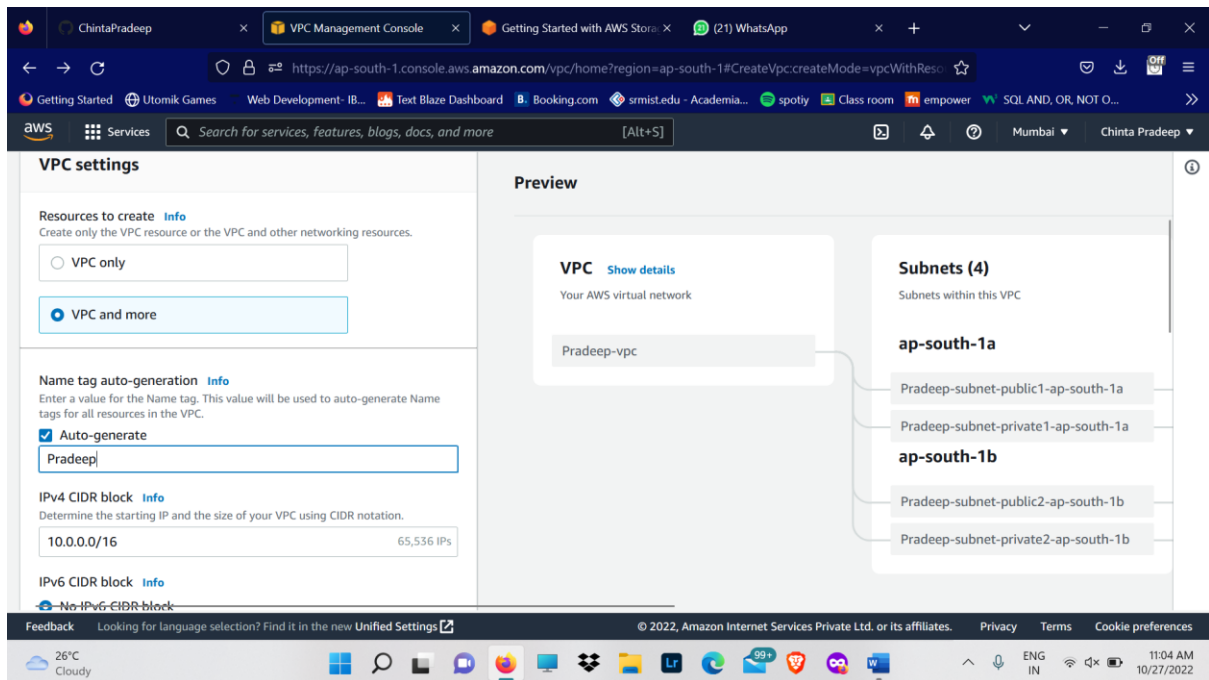 ChintaPradeep
VPC Management Console
Getting Started with AWS Stora
(21) WhatsApp
https://ap-south-1.console.aws.amazon.com/vpc/home?region=ap-south-1#CreateVpc:createMode=vpcWithReso
Off
Getting Started
Utomik Games
Web Development- IB...
Text Blaze Dashboard
B. Booking.com
srmist.edu - Academia...
spotiy
Class room
m empower
SQL AND, OR, NOT O...
aws
Services
Search for services, features, blogs, docs, and more
[Alt+S]
Mumbai
Chinta Pradeep
VPC settings
Resources to create Info
Create only the VPC resource or the VPC and other networking resources.
VPC only
VPC and more
Name tag auto-generation Info
Enter a value for the Name tag. This value will be used to auto-generate Name
tags for all resources in the VPC.
Auto-generate
Pradeep
IPv4 CIDR block Info
Determine the starting IP and the size of your VPC using CIDR notation.
10.0.0.0/16
65,536 IPs
IPv6 CIDR block Info
No IPv6 CIDR block
Preview
VPC Show details
Your AWS virtual network
Pradeep-vpc
Subnets (4)
Subnets within this VPC
ap-south-1a
Pradeep-subnet-public1-ap-south-1a
Pradeep-subnet-private1-ap-south-1a
ap-south-1b
Pradeep-subnet-public2-ap-south-1b
Pradeep-subnet-private2-ap-south-1b
Feedback
Looking for language selection? Find it in the new Unified Settings
© 2022, Amazon Internet Services Private Ltd. or its affiliates.
Privacy
Terms
Cookie preferences
26°C
Cloudy
Lr
99+
ENG
IN
11:04 AM
10/27/2022